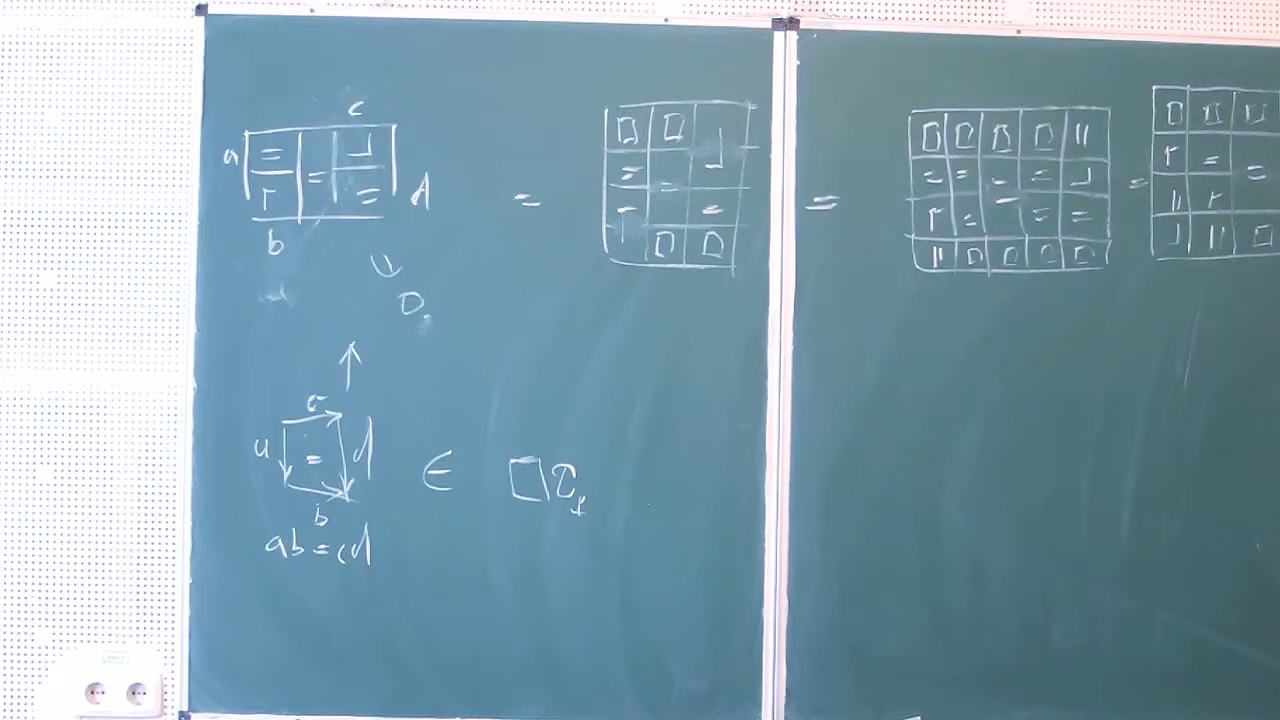 c
a = ┘ □ □ ┘ □ □ □ □ || □ □ □
┌ = = d = = = = = = = = ┘ = ┌ = =
b ┌ = ┌ = = = = || ┌
□ □ || □ □ □ □ ┘ || □
↓
D.
↑
c
a = d ∈ □
b
ab = cd